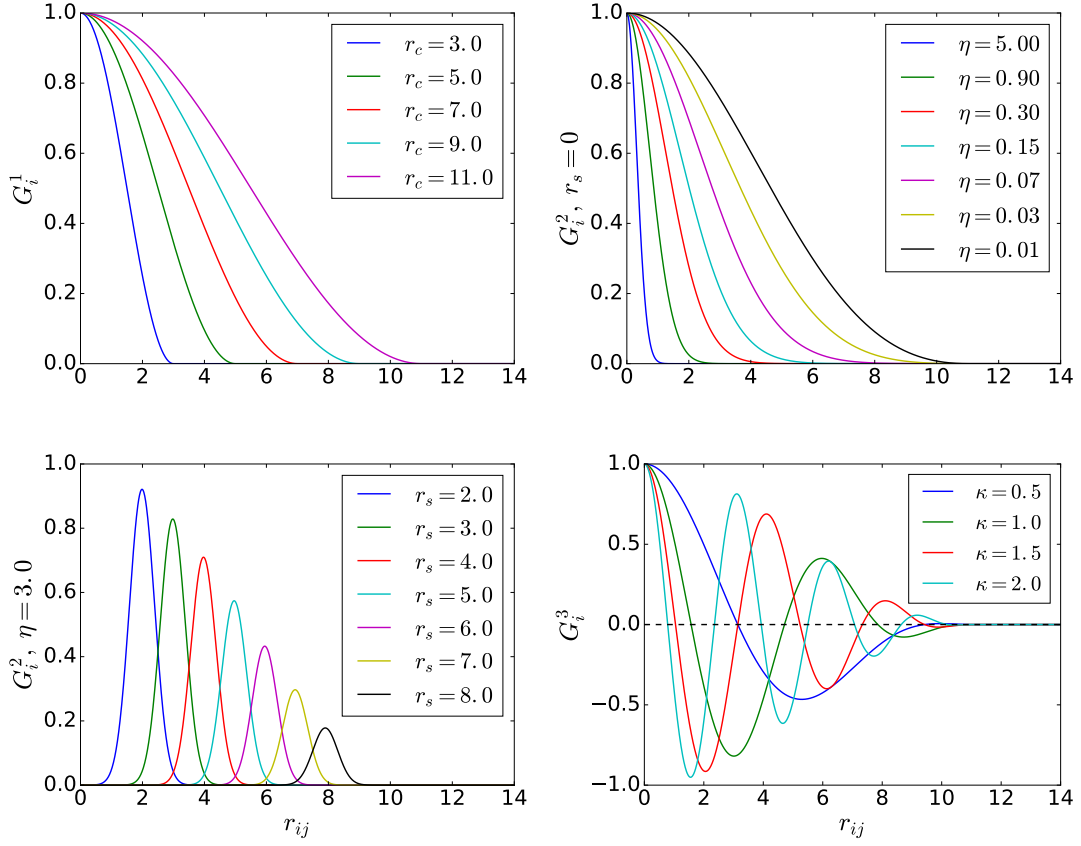 1.0
0.8
0.6
0.4
0.2
0.0
G_i^1
0 2 4 6 8 10 12 14
r_c = 3.0
r_c = 5.0
r_c = 7.0
r_c = 9.0
r_c = 11.0
1.0
0.8
0.6
0.4
0.2
0.0
G_i^2, r_s = 0
0 2 4 6 8 10 12 14
η = 5.00
η = 0.90
η = 0.30
η = 0.15
η = 0.07
η = 0.03
η = 0.01
1.0
0.8
0.6
0.4
0.2
0.0
G_i^2, η = 3.0
0 2 4 6 8 10 12 14
r_{ij}
r_s = 2.0
r_s = 3.0
r_s = 4.0
r_s = 5.0
r_s = 6.0
r_s = 7.0
r_s = 8.0
1.0
0.5
0.0
−0.5
−1.0
G_i^3
0 2 4 6 8 10 12 14
r_{ij}
κ = 0.5
κ = 1.0
κ = 1.5
κ = 2.0